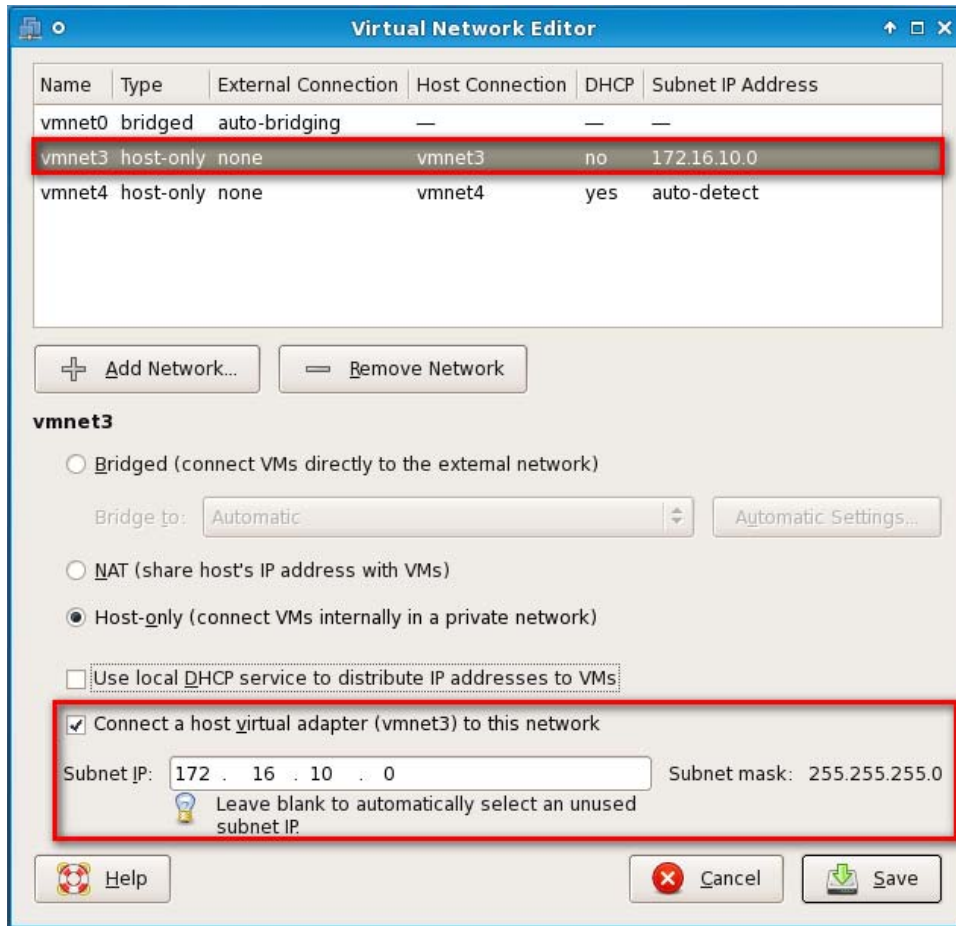 Virtual Network Editor
Name Type External Connection Host Connection DHCP Subnet IP Address
vmnet0 bridged auto-bridging — — —
vmnet3 host-only none vmnet3 no 172.16.10.0
vmnet4 host-only none vmnet4 yes auto-detect
Add Network... Remove Network
vmnet3
Bridged (connect VMs directly to the external network)
Bridge to: Automatic Automatic Settings...
NAT (share host's IP address with VMs)
Host-only (connect VMs internally in a private network)
Use local DHCP service to distribute IP addresses to VMs
Connect a host virtual adapter (vmnet3) to this network
Subnet IP: 172 . 16 . 10 . 0 Subnet mask: 255.255.255.0
Leave blank to automatically select an unused
subnet IP.
Help Cancel Save